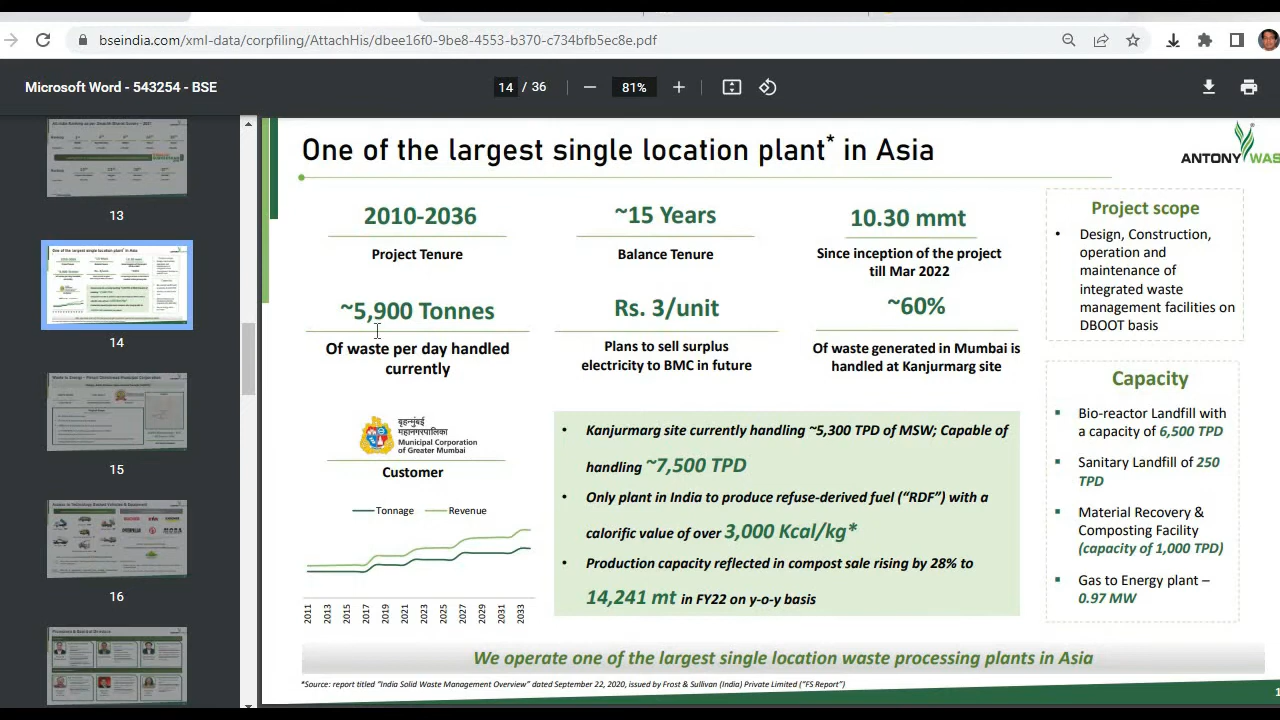 bseindia.com/xml-data/corpfiling/AttachHis/dbee16f0-9be8-4553-b370-c734bfb5ec8e.pdf
Microsoft Word - 543254 - BSE
14 / 36
81%
13
14
15
16
One of the largest single location plant* in Asia
ANTONY WAS
2010-2036
Project Tenure
~15 Years
Balance Tenure
10.30 mmt
Since inception of the project
till Mar 2022
~5,900 Tonnes
Of waste per day handled
currently
Rs. 3/unit
Plans to sell surplus
electricity to BMC in future
~60%
Of waste generated in Mumbai is
handled at Kanjurmarg site
बृहन्मुंबई
महानगरपालिका
Municipal Corporation
of Greater Mumbai
Customer
Tonnage
Revenue
2011
2013
2015
2017
2019
2021
2023
2025
2027
2029
2031
2033
• Kanjurmarg site currently handling ~5,300 TPD of MSW; Capable of
handling ~7,500 TPD
• Only plant in India to produce refuse-derived fuel (“RDF”) with a
calorific value of over 3,000 Kcal/kg*
• Production capacity reflected in compost sale rising by 28% to
14,241 mt in FY22 on y-o-y basis
Project scope
• Design, Construction,
operation and
maintenance of
integrated waste
management facilities on
DBOOT basis
Capacity
▪ Bio-reactor Landfill with
a capacity of 6,500 TPD
▪ Sanitary Landfill of 250
TPD
▪ Material Recovery &
Composting Facility
(capacity of 1,000 TPD)
▪ Gas to Energy plant –
0.97 MW
We operate one of the largest single location waste processing plants in Asia
*Source: report titled “India Solid Waste Management Overview” dated September 22, 2020, issued by Frost & Sullivan (India) Private Limited (“FS Report”)